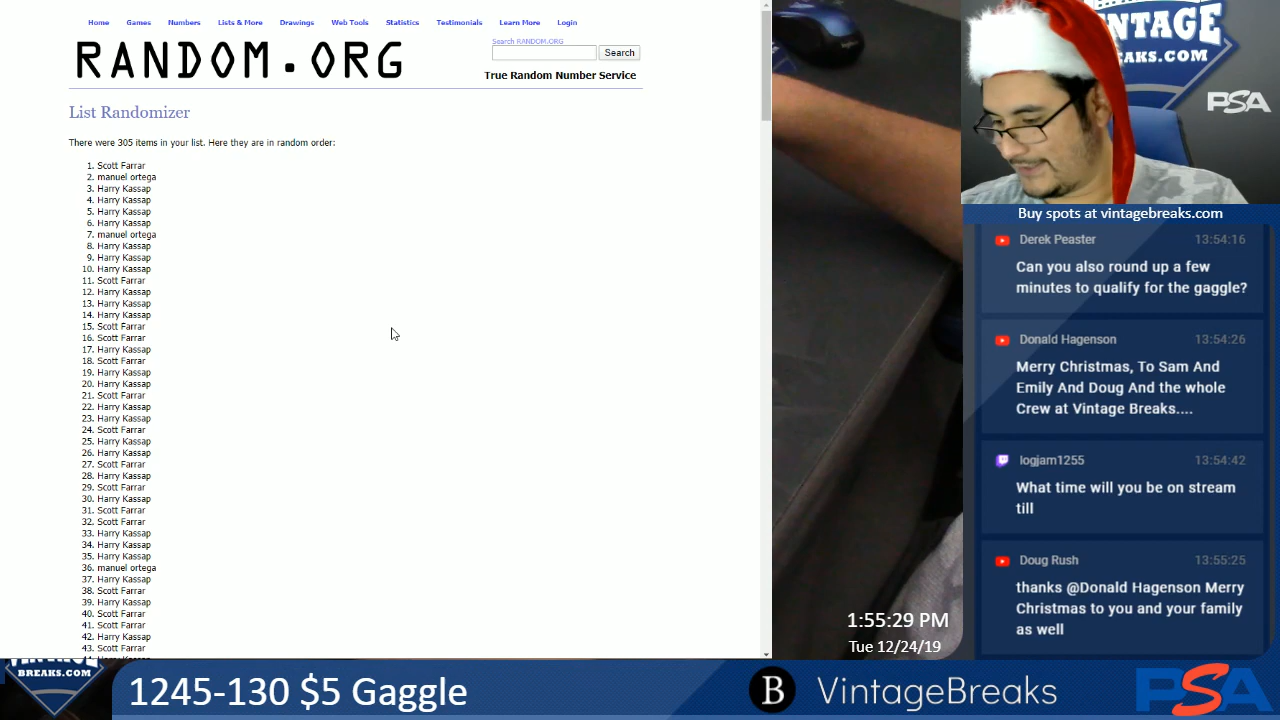 Home Games Numbers Lists & More Drawings Web Tools Statistics Testimonials Learn More Login
RANDOM.ORG
Search RANDOM.ORG
Search
True Random Number Service
List Randomizer
There were 305 items in your list. Here they are in random order:
1. Scott Farrar
2. manuel ortega
3. Harry Kassap
4. Harry Kassap
5. Harry Kassap
6. Harry Kassap
7. manuel ortega
8. Harry Kassap
9. Harry Kassap
10. Harry Kassap
11. Scott Farrar
12. Harry Kassap
13. Harry Kassap
14. Harry Kassap
15. Scott Farrar
16. Scott Farrar
17. Harry Kassap
18. Scott Farrar
19. Harry Kassap
20. Harry Kassap
21. Scott Farrar
22. Harry Kassap
23. Harry Kassap
24. Scott Farrar
25. Harry Kassap
26. Harry Kassap
27. Scott Farrar
28. Harry Kassap
29. Scott Farrar
30. Harry Kassap
31. Scott Farrar
32. Scott Farrar
33. Harry Kassap
34. Harry Kassap
35. Harry Kassap
36. manuel ortega
37. Harry Kassap
38. Scott Farrar
39. Harry Kassap
40. Scott Farrar
41. Scott Farrar
42. Harry Kassap
43. Scott Farrar
VINTAGE
AKS.COM
PSA
Buy spots at vintagebreaks.com
Derek Peaster 13:54:16
Can you also round up a few
minutes to qualify for the gaggle?
Donald Hagenson 13:54:26
Merry Christmas, To Sam And
Emily And Doug And the whole
Crew at Vintage Breaks....
logjam1255 13:54:42
What time will you be on stream
till
Doug Rush 13:55:25
thanks @Donald Hagenson Merry
Christmas to you and your family
as well
1:55:29 PM
Tue 12/24/19
VINTAGE
BREAKS.COM
1245-130 $5 Gaggle
B VintageBreaks
PSA